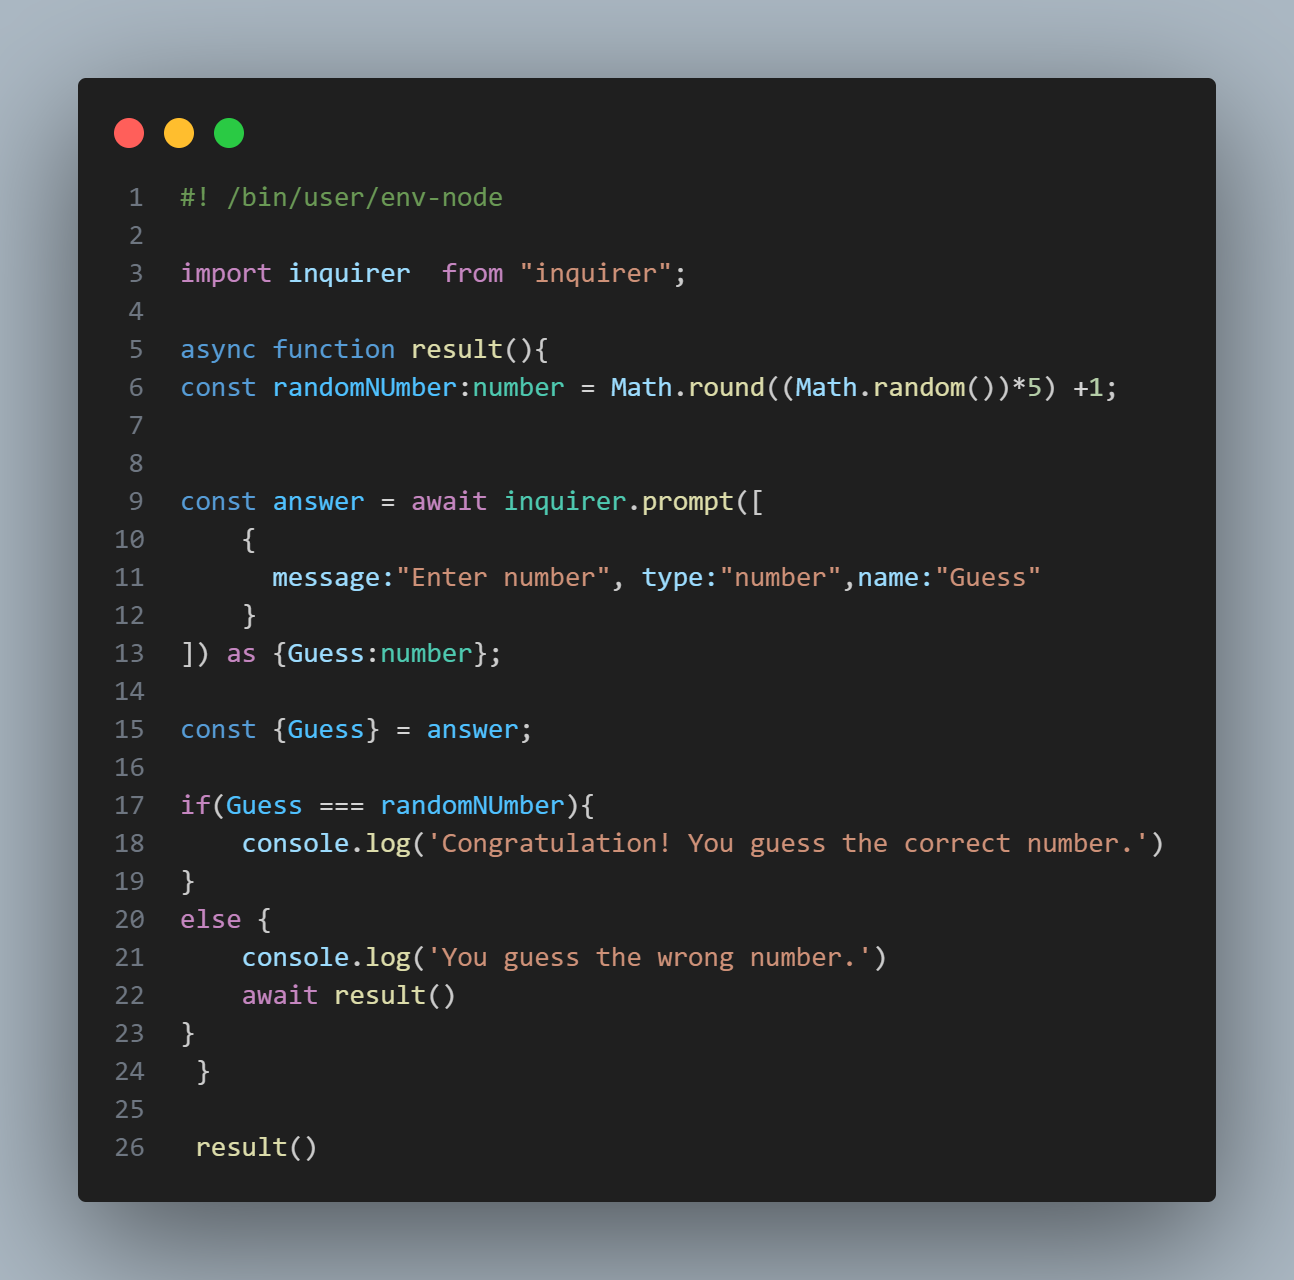 1 #! /bin/user/env-node
2
3 import inquirer  from "inquirer";
4
5 async function result(){
6 const randomNUmber:number = Math.round((Math.random())*5) +1;
7
8
9 const answer = await inquirer.prompt([
10     {
11       message:"Enter number", type:"number",name:"Guess"
12     }
13 ]) as {Guess:number};
14
15 const {Guess} = answer;
16
17 if(Guess === randomNUmber){
18     console.log('Congratulation! You guess the correct number.')
19 }
20 else {
21     console.log('You guess the wrong number.')
22     await result()
23 }
24  }
25
26  result()